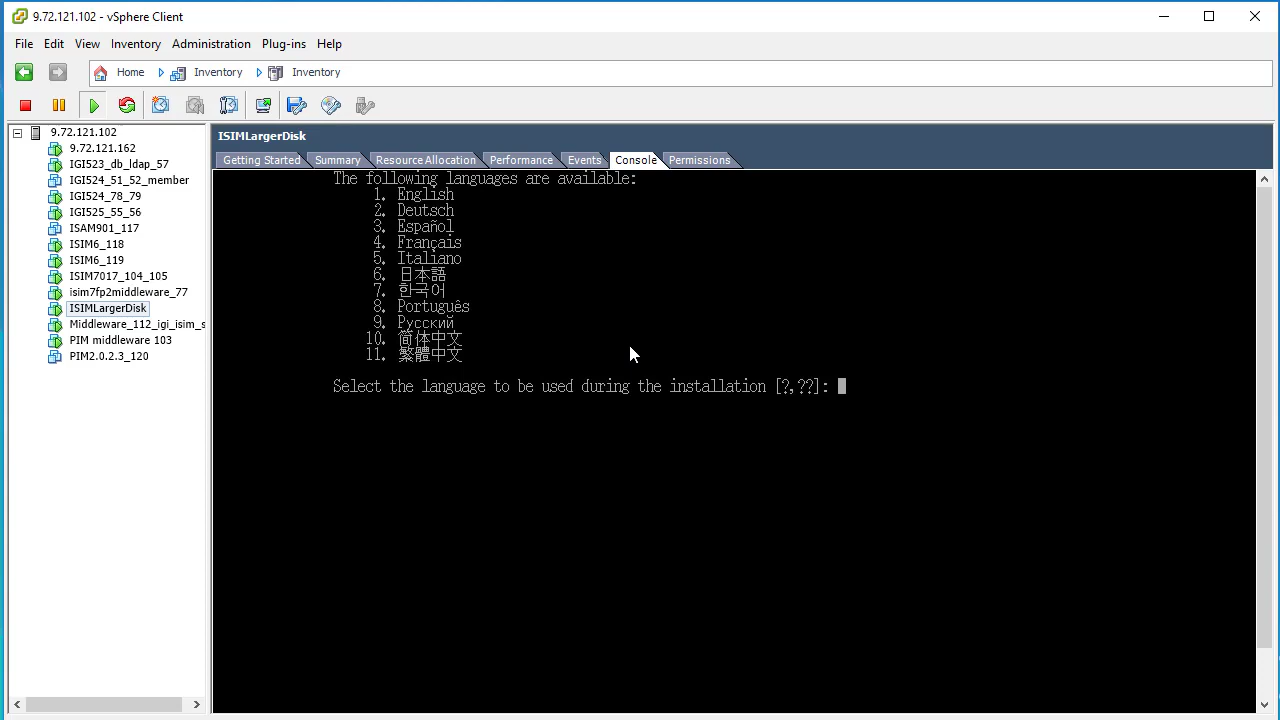 9.72.121.102 - vSphere Client
File Edit View Inventory Administration Plug-ins Help
Home Inventory Inventory
9.72.121.102
9.72.121.162
IGI523_db_ldap_57
IGI524_51_52_member
IGI524_78_79
IGI525_55_56
ISAM901_117
ISIM6_118
ISIM6_119
ISIM7017_104_105
isim7fp2middleware_77
ISIMLargerDisk
Middleware_112_igi_isim_s
PIM middleware 103
PIM2.0.2.3_120
ISIMLargerDisk
Getting Started Summary Resource Allocation Performance Events Console Permissions
The following languages are available:
1. English
2. Deutsch
3. Español
4. Français
5. Italiano
6. 日本語
7. 한국어
8. Português
9. Русский
10. 简体中文
11. 繁體中文
Select the language to be used during the installation [?,??]: